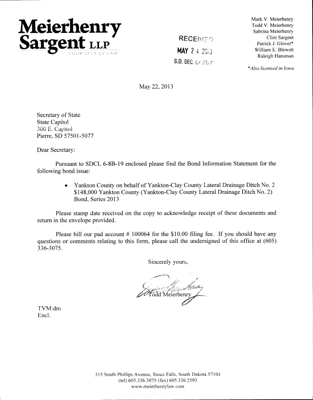 Meierhenry
Sargent LLP
Mark V. Meierhenry
Todd V. Meierhenry
Sabrina Meierhenry
Clint Sargent
Patrick J. Glover*
William E. Blewett
Raleigh Hansman
*Also licensed in Iowa
RECEIVED
MAY 24 2013
S.D. SEC. OF STATE
May 22, 2013
Secretary of State
State Capitol
500 E. Capitol
Pierre, SD 57501-5077
Dear Secretary:
Pursuant to SDCL 6-8B-19 enclosed please find the Bond Information Statement for the
following bond issue:
• Yankton County on behalf of Yankton-Clay County Lateral Drainage Ditch No. 2
$148,000 Yankton County (Yankton-Clay County Lateral Drainage Ditch No. 2)
Bond, Series 2013
Please stamp date received on the copy to acknowledge receipt of these documents and
return in the envelope provided.
Please bill our pad account # 100064 for the $10.00 filing fee. If you should have any
questions or comments relating to this form, please call the undersigned of this office at (605)
336-3075.
Sincerely yours,
Todd Meierhenry
TVM:dm
Encl.
315 South Phillips Avenue, Sioux Falls, South Dakota 57104
(tel) 605.336.3075 (fax) 605.336.2593
www.meierhenrylaw.com